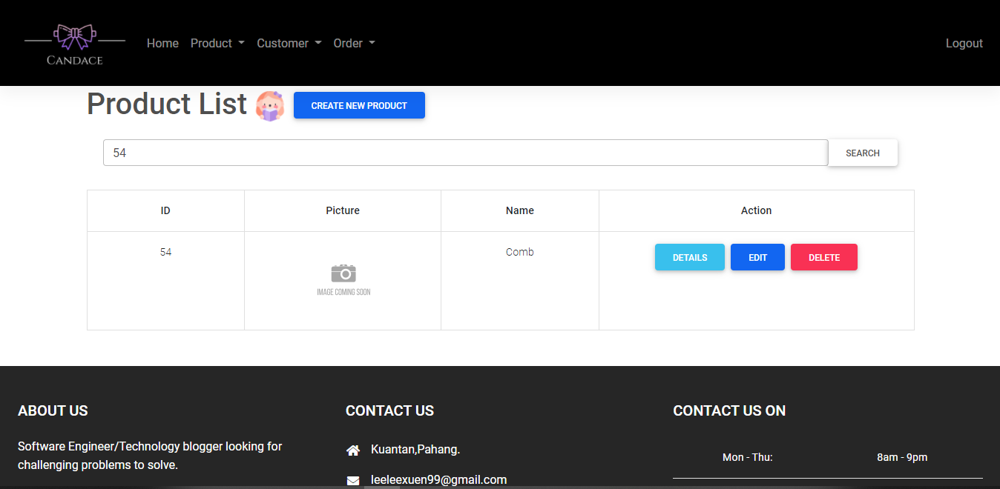 CANDACE
Home Product Customer Order Logout
Product List CREATE NEW PRODUCT
54 SEARCH
ID Picture Name Action
54 Comb DETAILS EDIT DELETE
IMAGE COMING SOON
ABOUT US
Software Engineer/Technology blogger looking for
challenging problems to solve.
CONTACT US
Kuantan,Pahang.
leeleexuen99@gmail.com
CONTACT US ON
Mon - Thu: 8am - 9pm